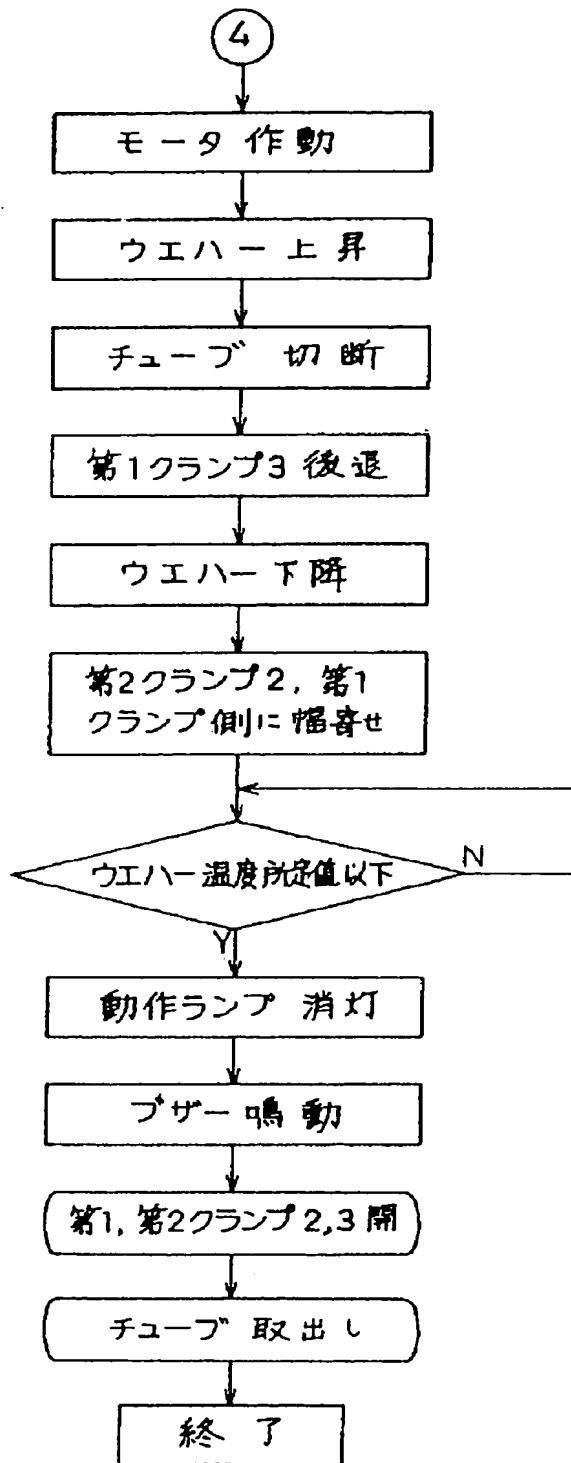 4
モータ作動
ウエハー上昇
チューブ 切断
第1クランプ3後退
ウエハー下降
第2クランプ2, 第1
クランプ側に幅寄せ
ウエハー温度所定値以下
N
Y
動作ランプ 消灯
ブザー鳴動
第1, 第2クランプ2,3開
チューブ 取出し
終了